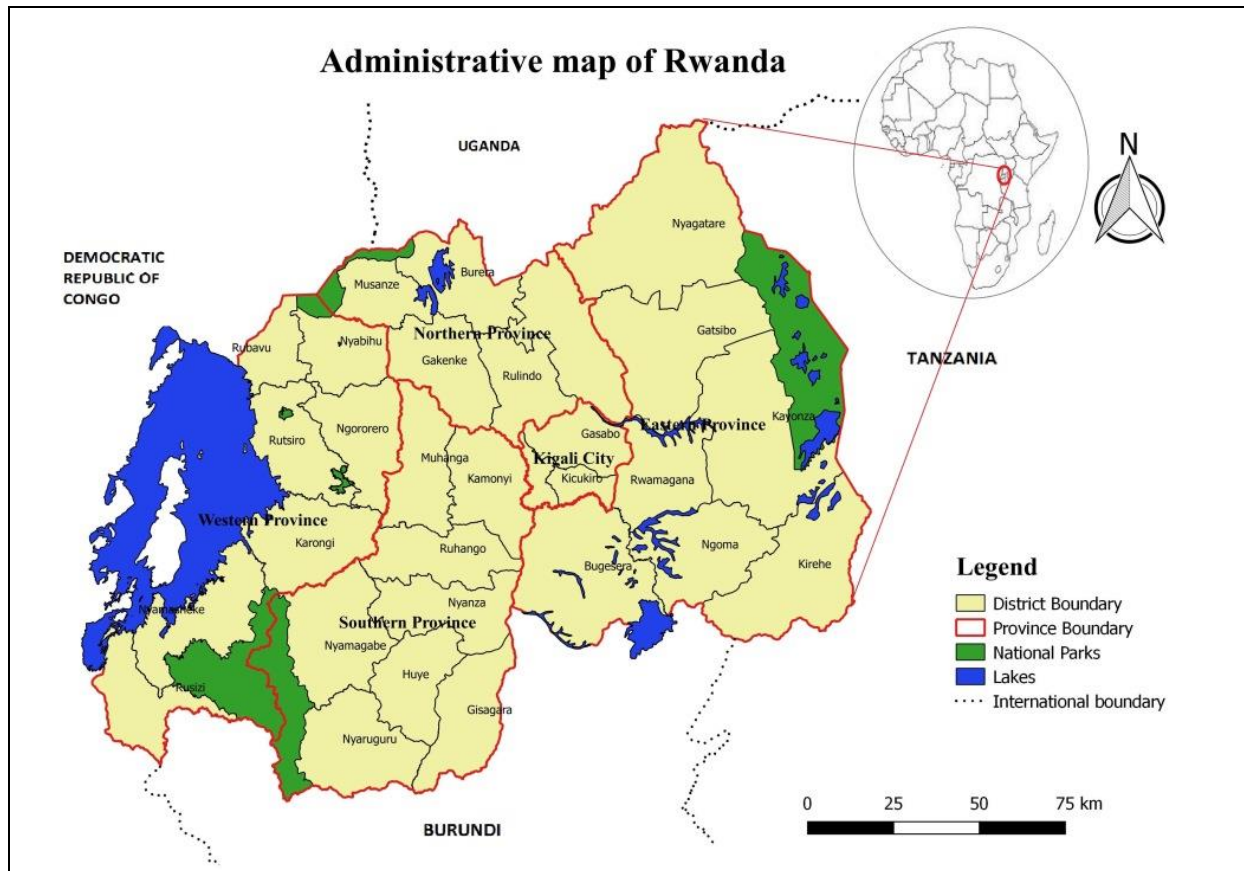 Administrative map of Rwanda
UGANDA
N
Nyagatare
DEMOCRATIC
REPUBLIC OF
CONGO
Musanze
Burera
Northern Province
Gatsibo
TANZANIA
Rubavu
Nyabihu
Gakenke
Rulindo
Kayonza
Eastern Province
Rutsiro
Ngororero
Gasabo
Muhanga
Kigali City
Kamonyi
Kicukiro
Rwamagana
Western Province
Karongi
Ruhango
Ngoma
Bugesera
Kirehe
Legend
Nyamasheke
Nyanza
District Boundary
Southern Province
Province Boundary
Nyamagabe
National Parks
Huye
Lakes
Rusizi
International boundary
Gisagara
Nyaruguru
0 25 50 75 km
BURUNDI